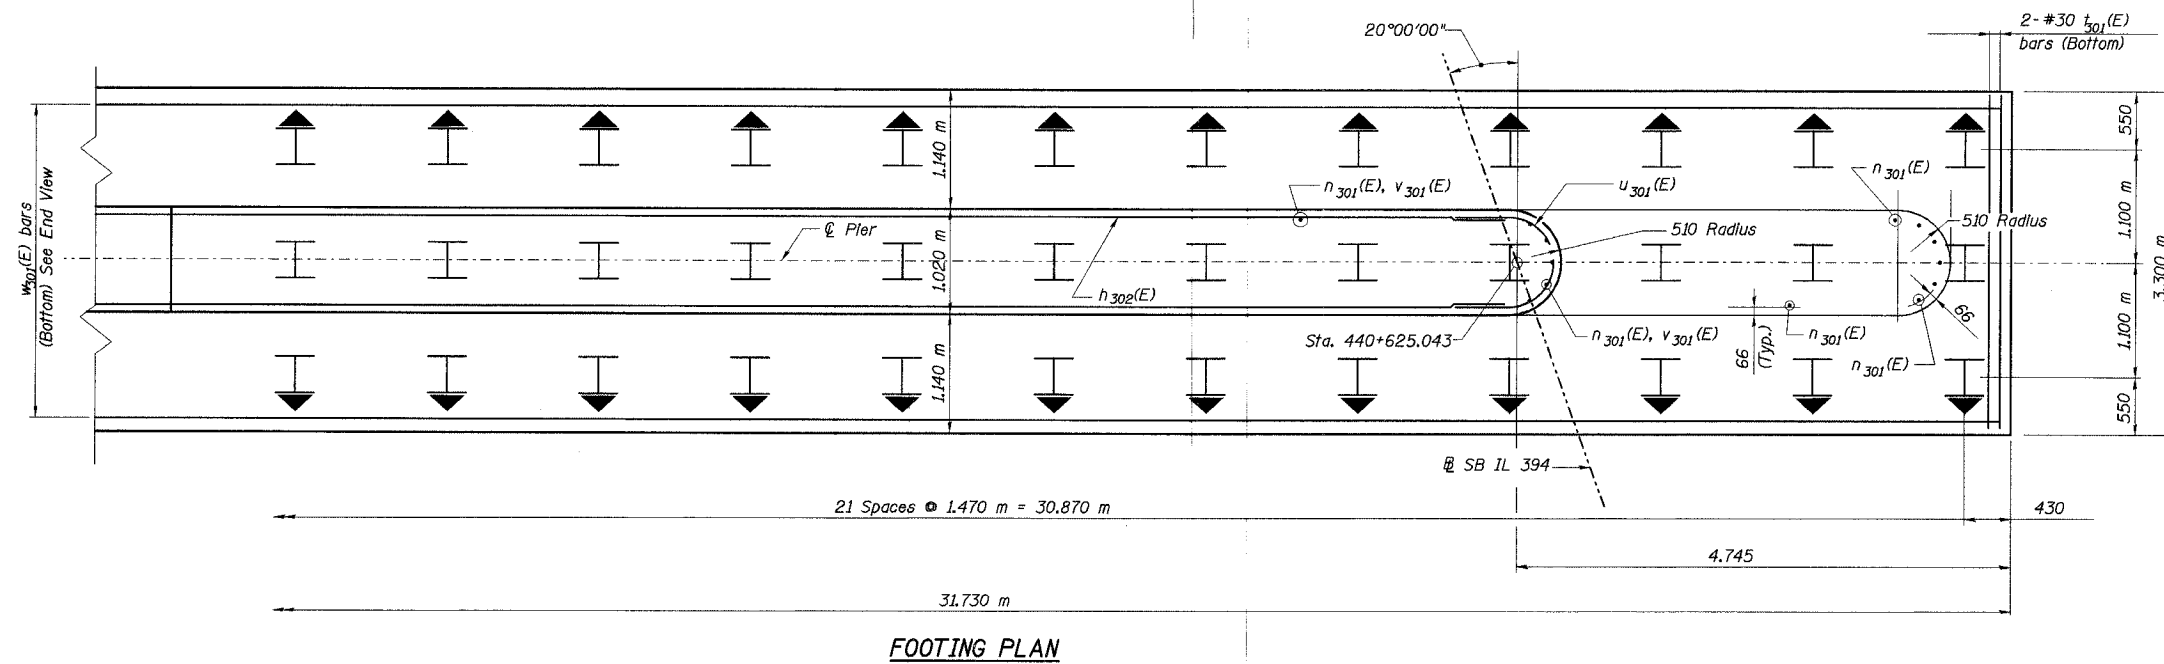 20°00'00"
2-#30 t301(E)
bars (Bottom)
w301(E) bars
(Bottom) See End View
1.140 m
1.020 m
1.140 m
℄ Pier
h302(E)
n301(E), v301(E)
u301(E)
510 Radius
n301(E)
510 Radius
550
1.100 m
3.300 m
1.100 m
550
Sta. 440+625.043
n301(E), v301(E)
66
(Typ.)
n301(E)
66
n301(E)
℄ SB IL 394
21 Spaces @ 1.470 m = 30.870 m
430
4.745
31.730 m
FOOTING PLAN